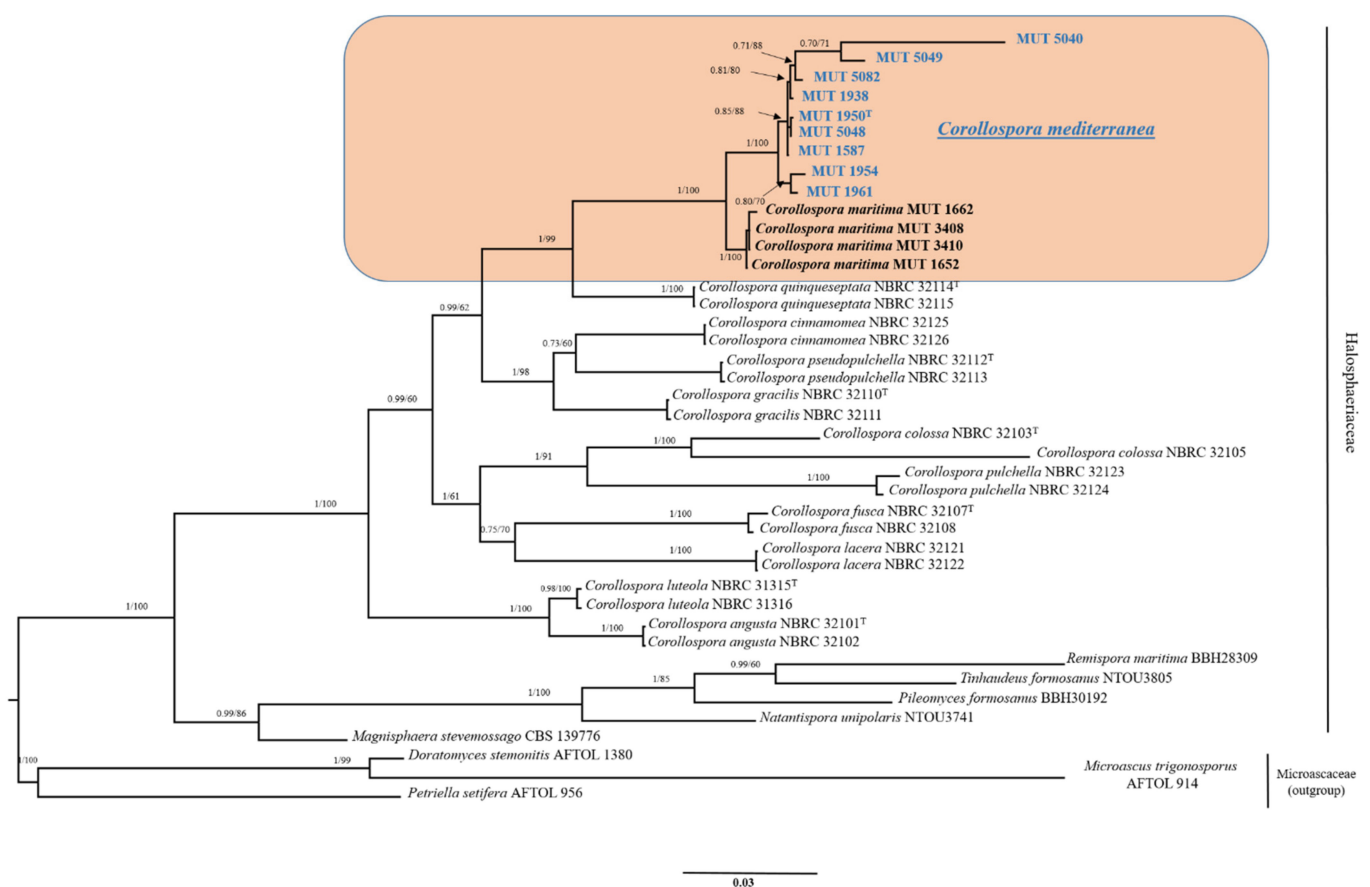 0.70/71
MUT 5040
0.71/88
MUT 5049
0.81/80
MUT 5082
MUT 1938
0.85/88
MUT 1950ᵀ
MUT 5048
Corollospora mediterranea
1/100
MUT 1587
MUT 1954
1/100
0.80/70
MUT 1961
Corollospora maritima MUT 1662
Corollospora maritima MUT 3408
1/99
Corollospora maritima MUT 3410
1/100
Corollospora maritima MUT 1652
1/100
Corollospora quinqueseptata NBRC 32114ᵀ
Corollospora quinqueseptata NBRC 32115
0.99/62
Corollospora cinnamomea NBRC 32125
Corollospora cinnamomea NBRC 32126
0.73/60
Corollospora pseudopulchella NBRC 32112ᵀ
1/98
Corollospora pseudopulchella NBRC 32113
Corollospora gracilis NBRC 32110ᵀ
0.99/60
Corollospora gracilis NBRC 32111
Corollospora colossa NBRC 32103ᵀ
1/100
Corollospora colossa NBRC 32105
1/91
Corollospora pulchella NBRC 32123
1/100
Corollospora pulchella NBRC 32124
1/61
1/100
Corollospora fusca NBRC 32107ᵀ
1/100
0.75/70
Corollospora fusca NBRC 32108
Corollospora lacera NBRC 32121
1/100
Corollospora lacera NBRC 32122
0.98/100
Corollospora luteola NBRC 31315ᵀ
1/100
1/100
Corollospora luteola NBRC 31316
Corollospora angusta NBRC 32101ᵀ
1/100
Corollospora angusta NBRC 32102
Remispora maritima BBH28309
0.99/60
Tinhaudeus formosanus NTOU3805
1/85
1/100
Pileomyces formosanus BBH30192
0.99/86
Natantispora unipolaris NTOU3741
Magnisphaera stevemossago CBS 139776
Halosphaeriaceae
1/100
1/99
Doratomyces stemonitis AFTOL 1380
Microascus trigonosporus
AFTOL 914
Petriella setifera AFTOL 956
Microascaceae
(outgroup)
0.03